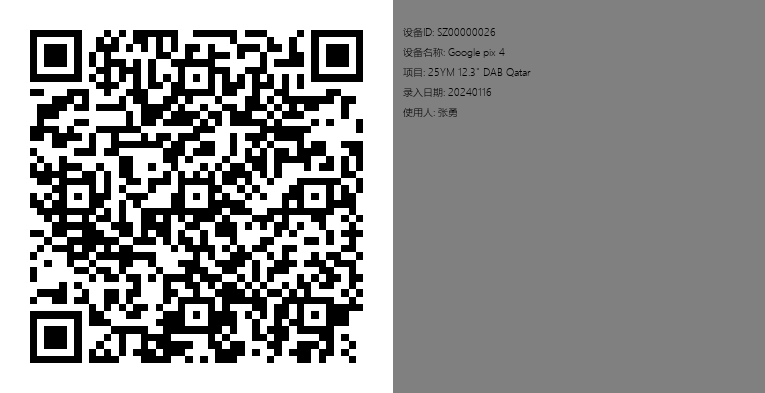 设备ID: SZ00000026
设备名称: Google pix 4
项目: 25YM 12.3" DAB Qatar
录入日期: 20240116
使用人: 张勇